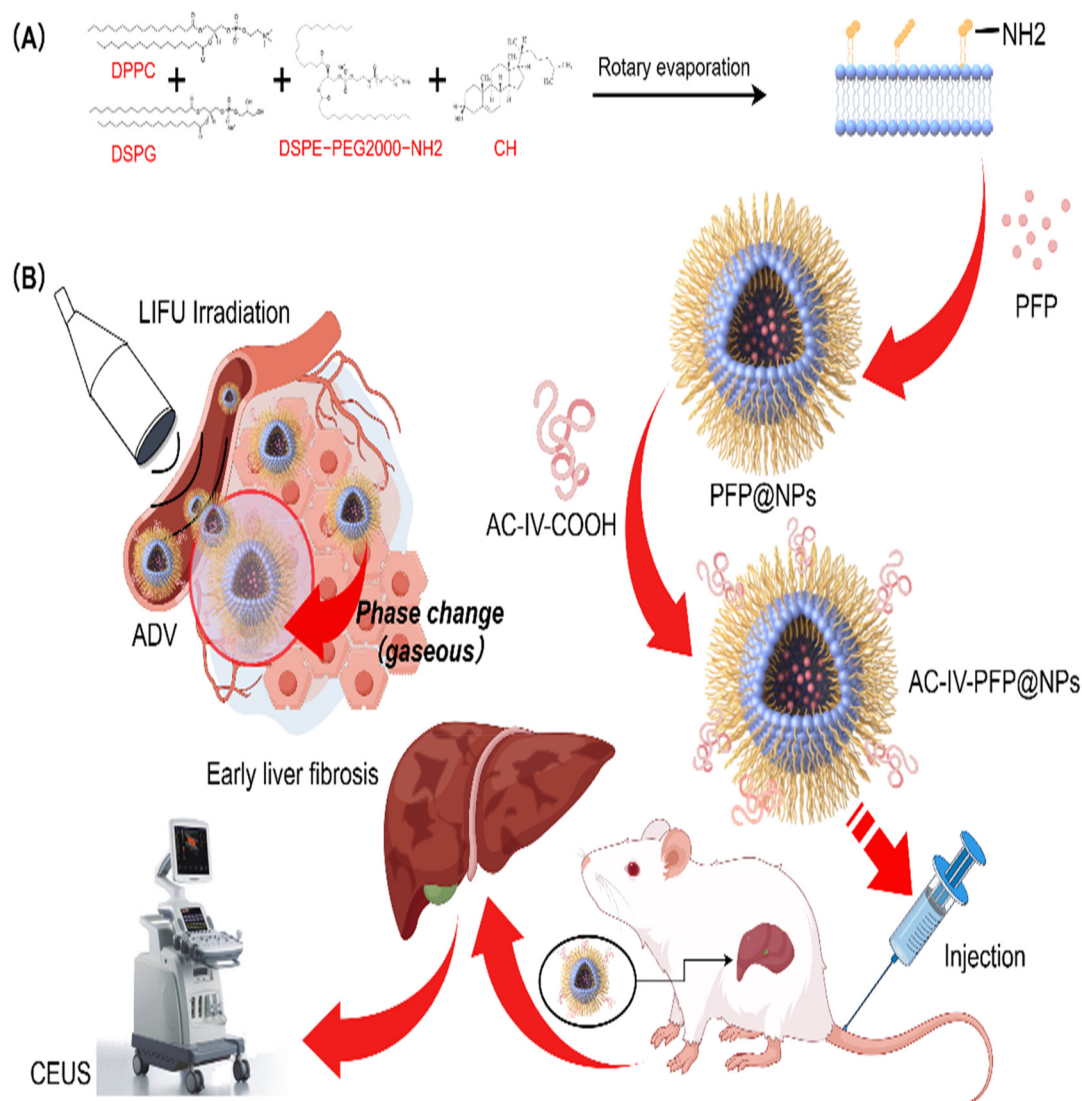 (A)
DPPC
DSPG
DSPE-PEG2000-NH2
CH
Rotary evaporation
NH2
PFP
PFP@NPs
AC-IV-COOH
AC-IV-PFP@NPs
(B)
LIFU Irradiation
ADV
Phase change
(gaseous)
Early liver fibrosis
Injection
CEUS